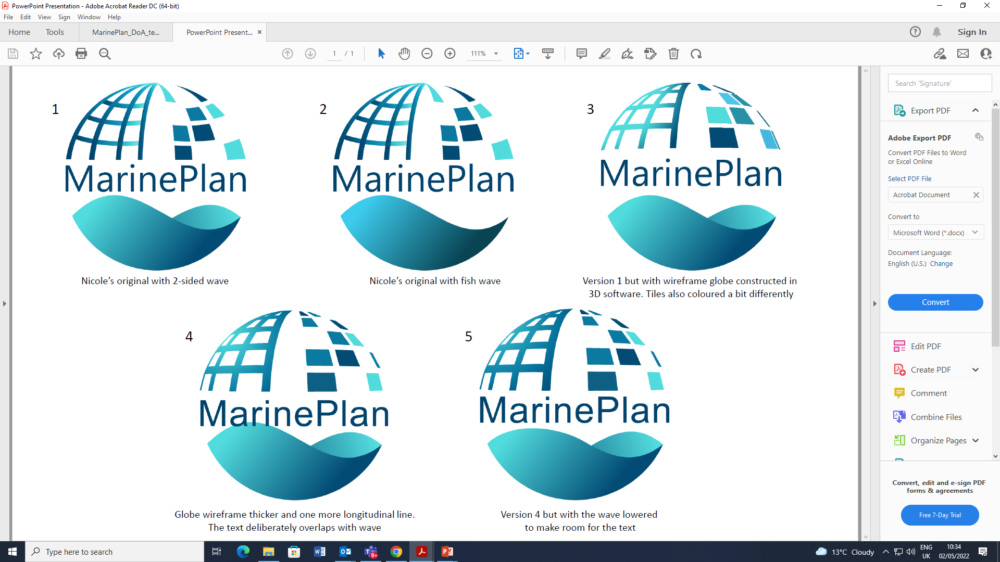 PowerPoint Presentation - Adobe Acrobat Reader DC (64-bit)
File Edit View Sign Window Help
Home Tools MarinePlan_DoA_te... PowerPoint Present... ×
Sign In
1 / 1 111%
1
MarinePlan
Nicole's original with 2-sided wave
2
MarinePlan
Nicole's original with fish wave
3
MarinePlan
Version 1 but with wireframe globe constructed in
3D software. Tiles also coloured a bit differently
4
MarinePlan
Globe wireframe thicker and one more longitudinal line.
The text deliberately overlaps with wave
5
MarinePlan
Version 4 but with the wave lowered
to make room for the text
Search 'Signature'
Export PDF
Adobe Export PDF
Convert PDF Files to Word
or Excel Online
Select PDF File
Acrobat Document
Convert to
Microsoft Word (*.docx)
Document Language:
English (U.S.) Change
Convert
Edit PDF
Create PDF
Comment
Combine Files
Organize Pages
Convert, edit and e-sign PDF
forms & agreements
Free 7-Day Trial
Type here to search
9+
13°C Cloudy
ENG
UK
10:34
02/05/2022